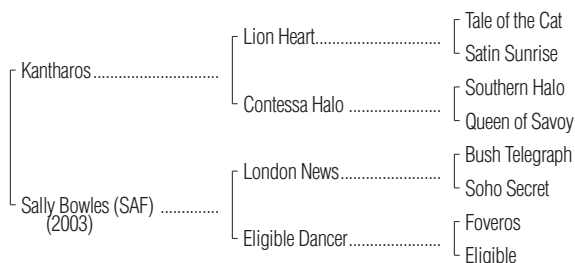 Tale of the Cat
Lion Heart..............................
Satin Sunrise
Kantharos..............................
Southern Halo
Contessa Halo ......................
Queen of Savoy
Bush Telegraph
London News........................
Soho Secret
Sally Bowles (SAF) ..............
(2003)
Foveros
Eligible Dancer......................
Eligible